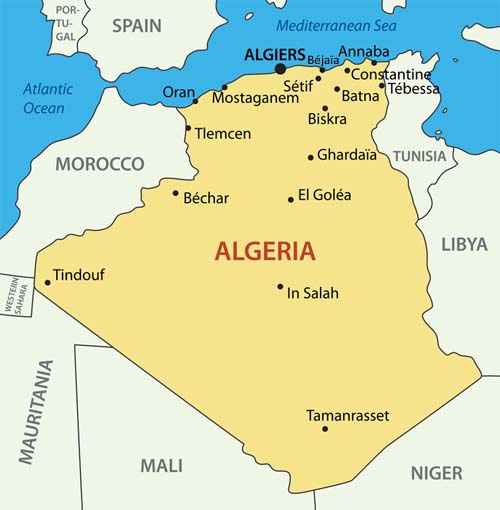 POR-
TU-
GAL
SPAIN
Mediterranean Sea
Atlantic
Ocean
ALGIERS
Béjaïa
Annaba
Oran
Mostaganem
Sétif
Constantine
Batna
Tébessa
Biskra
Tlemcen
MOROCCO
Ghardaïa
TUNISIA
Béchar
El Goléa
ALGERIA
LIBYA
Tindouf
WESTERN
SAHARA
In Salah
MAURITANIA
Tamanrasset
MALI
NIGER